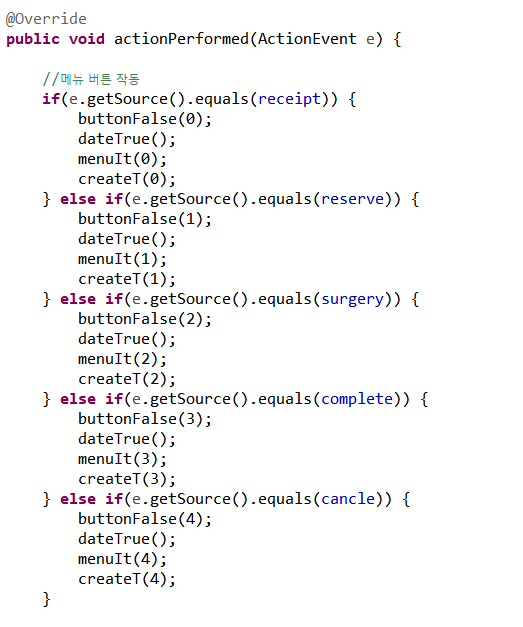 @Override
public void actionPerformed(ActionEvent e) {
//메뉴 버튼 작동
if(e.getSource().equals(receipt)) {
buttonFalse(0);
dateTrue();
menuIt(0);
createT(0);
} else if(e.getSource().equals(reserve)) {
buttonFalse(1);
dateTrue();
menuIt(1);
createT(1);
} else if(e.getSource().equals(surgery)) {
buttonFalse(2);
dateTrue();
menuIt(2);
createT(2);
} else if(e.getSource().equals(complete)) {
buttonFalse(3);
dateTrue();
menuIt(3);
createT(3);
} else if(e.getSource().equals(cancle)) {
buttonFalse(4);
dateTrue();
menuIt(4);
createT(4);
}